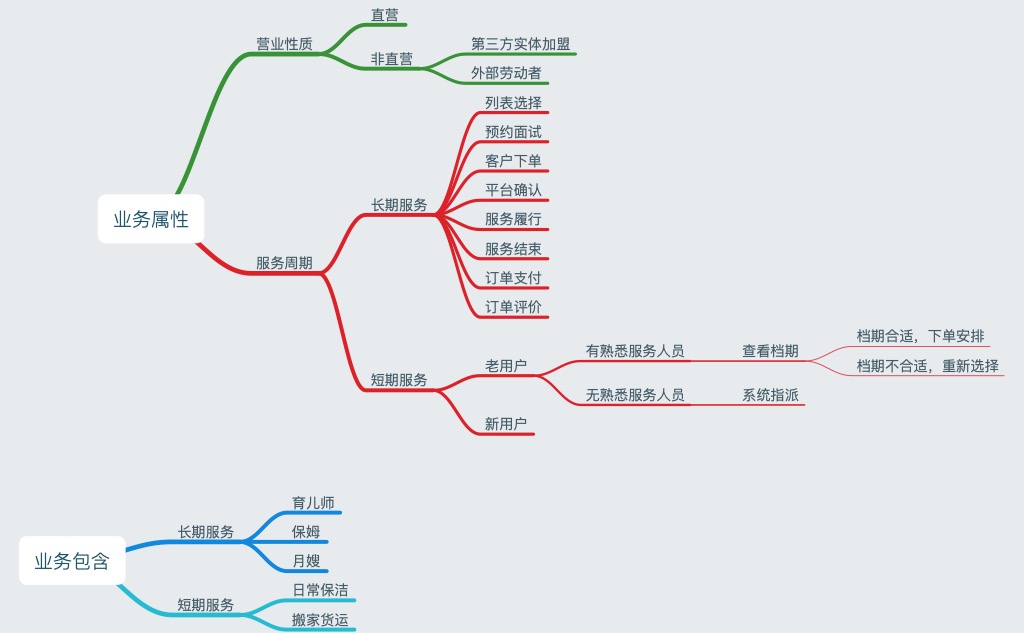 业务属性
营业性质
直营
非直营
第三方实体加盟
外部劳动者
服务周期
长期服务
列表选择
预约面试
客户下单
平台确认
服务履行
服务结束
订单支付
订单评价
短期服务
老用户
有熟悉服务人员
查看档期
档期合适，下单安排
档期不合适，重新选择
无熟悉服务人员
系统指派
新用户
业务包含
长期服务
育儿师
保姆
月嫂
短期服务
日常保洁
搬家货运